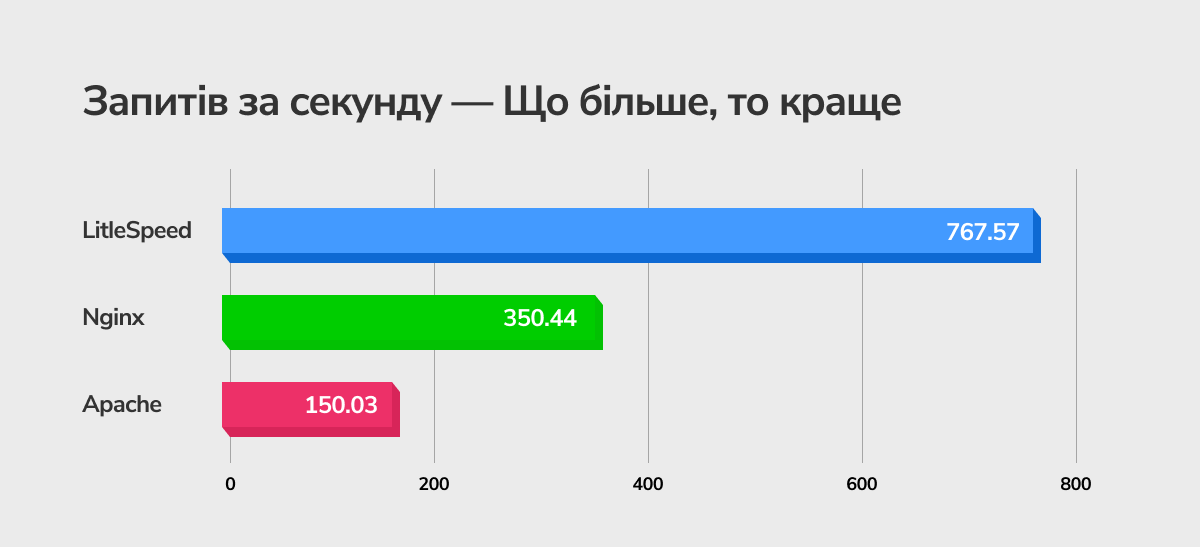 Запитів за секунду — Що більше, то краще
LitleSpeed
767.57
Nginx
350.44
Apache
150.03
0 200 400 600 800